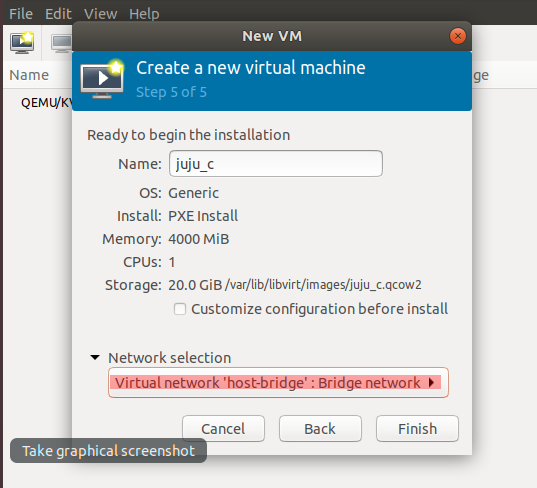 File Edit View Help
New VM
Create a new virtual machine
Step 5 of 5
Name
QEMU/KV
Ready to begin the installation
Name: juju_c
OS: Generic
Install: PXE Install
Memory: 4000 MiB
CPUs: 1
Storage: 20.0 GiB /var/lib/libvirt/images/juju_c.qcow2
Customize configuration before install
Network selection
Virtual network 'host-bridge' : Bridge network
Cancel Back Finish
Take graphical screenshot